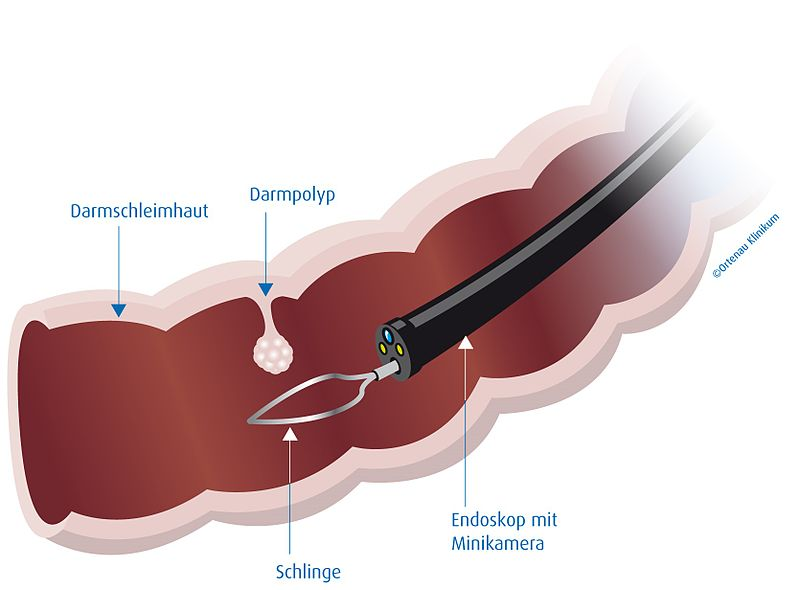 Darmpolyp
Darmschleimhaut
©Ortenau Klinikum
Endoskop mit
Minikamera
Schlinge